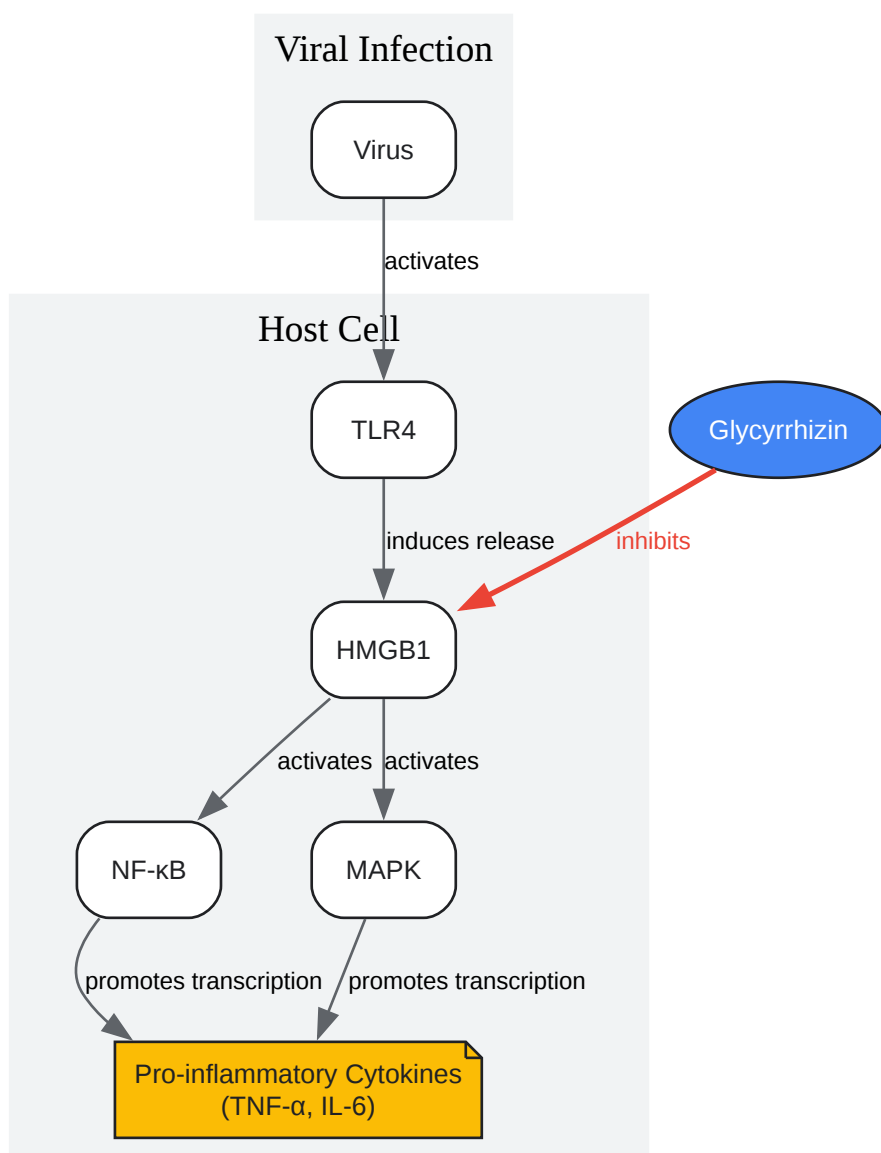 Viral Infection
Virus
activates
Host Cell
TLR4
Glycyrrhizin
induces release
inhibits
HMGB1
activates
activates
NF-κB
MAPK
promotes transcription
promotes transcription
Pro-inflammatory Cytokines
(TNF-α, IL-6)